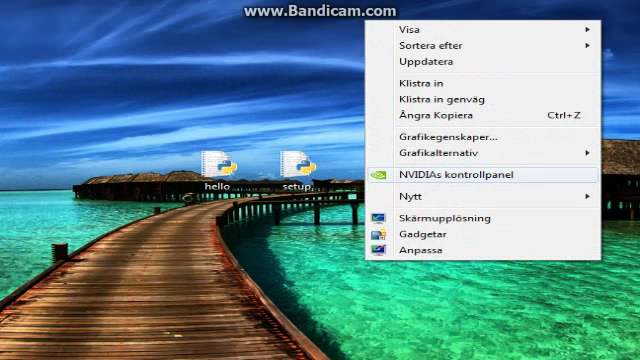 www.Bandicam.com
Visa
Sortera efter
Uppdatera
Klistra in
Klistra in genväg
Ångra Kopiera Ctrl+Z
Grafikegenskaper...
Grafikalternativ
NVIDIAs kontrollpanel
Nytt
Skärmupplösning
Gadgetar
Anpassa
hello
setup